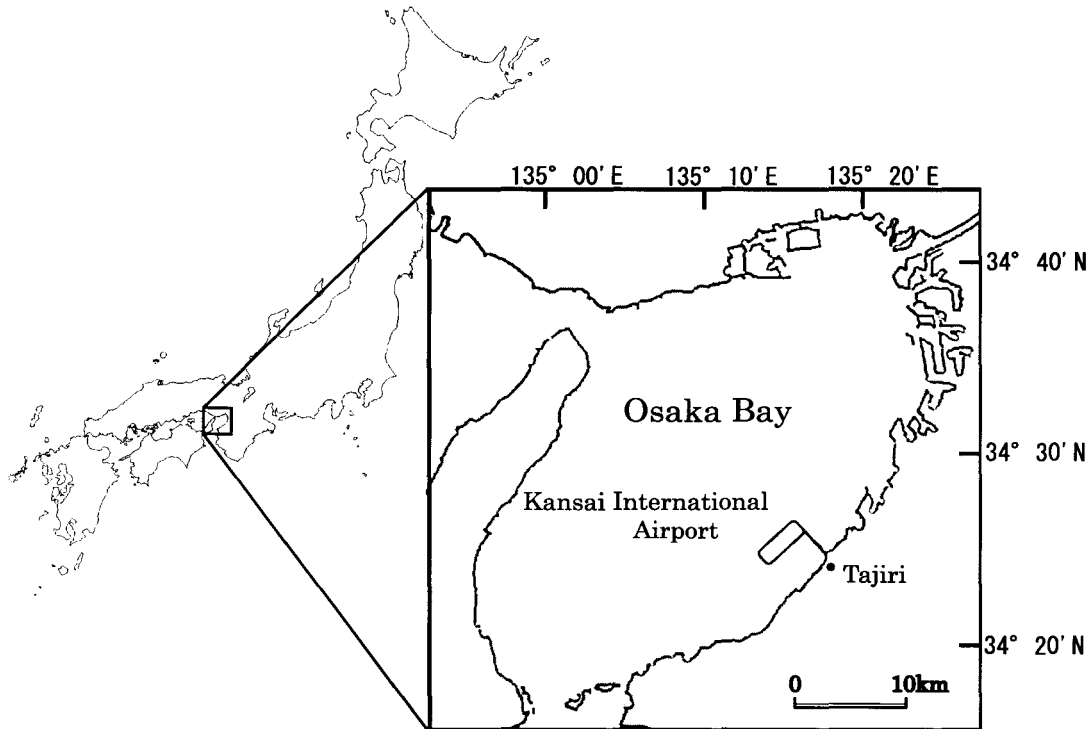 135° 00' E 135° 10' E 135° 20' E
34° 40' N
Osaka Bay
34° 30' N
Kansai International
Airport
Tajiri
34° 20' N
0 10km